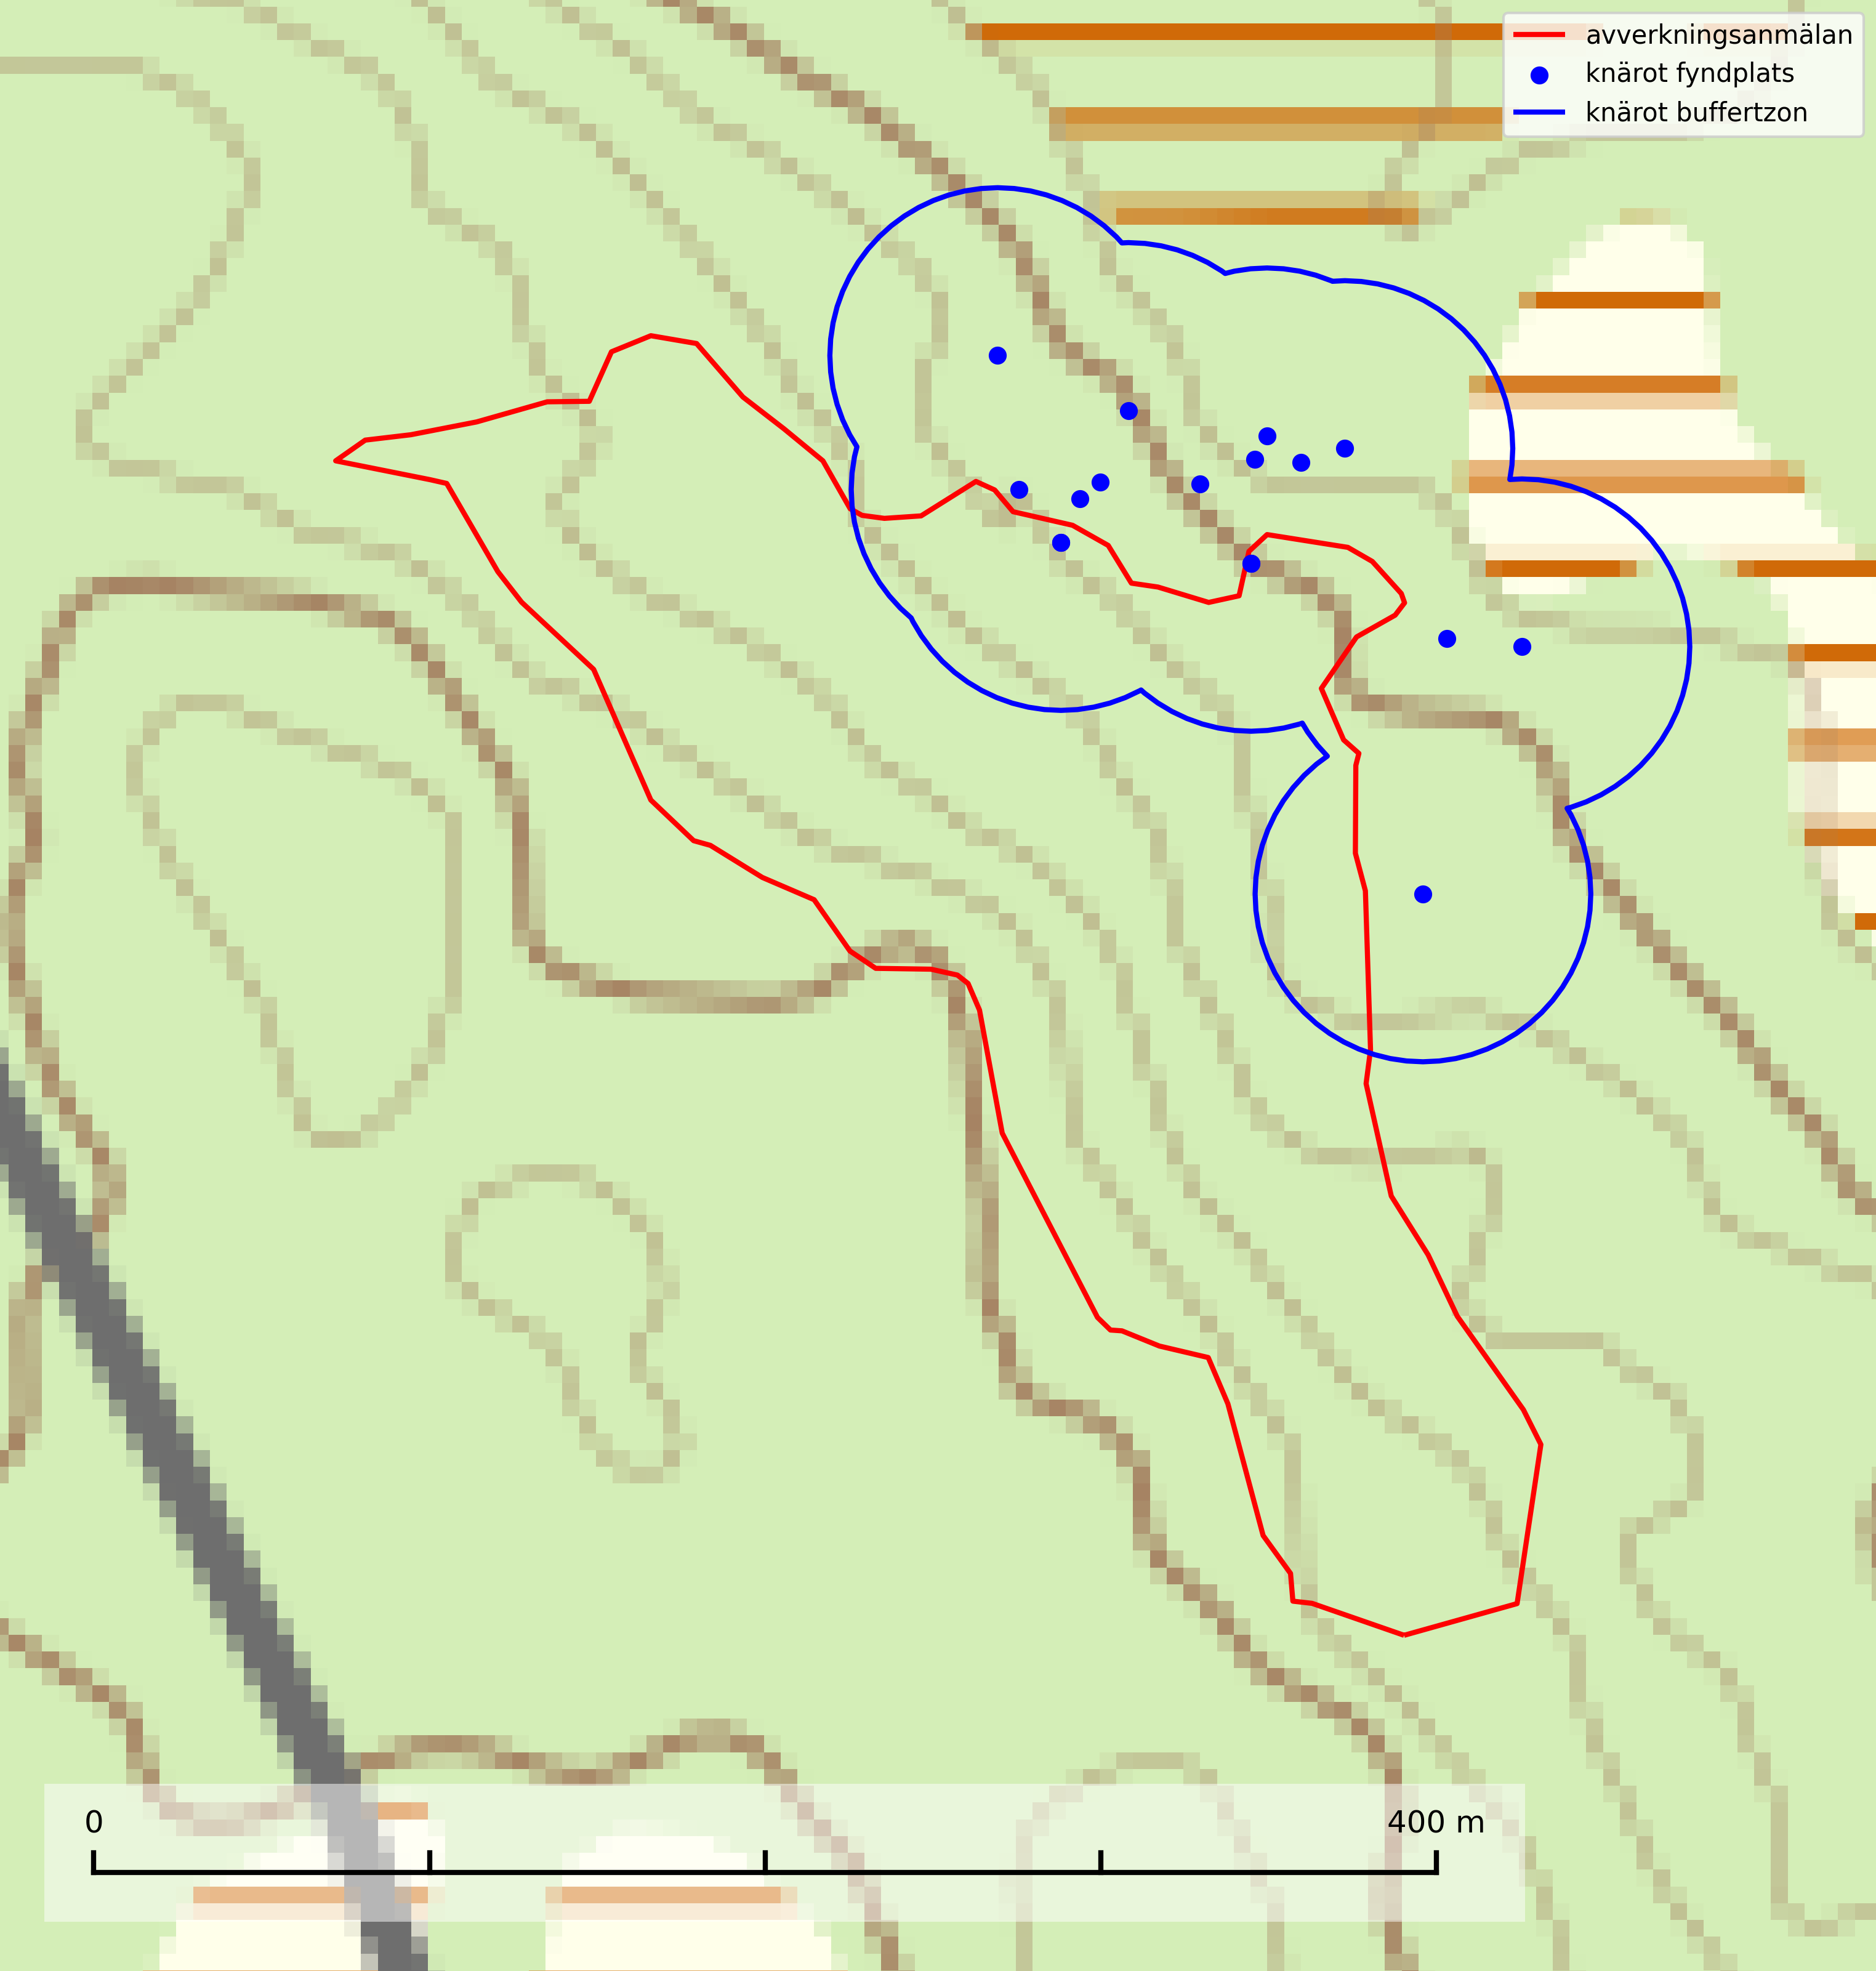 avverkningsanmälan
knärot fyndplats
knärot buffertzon
0
400 m